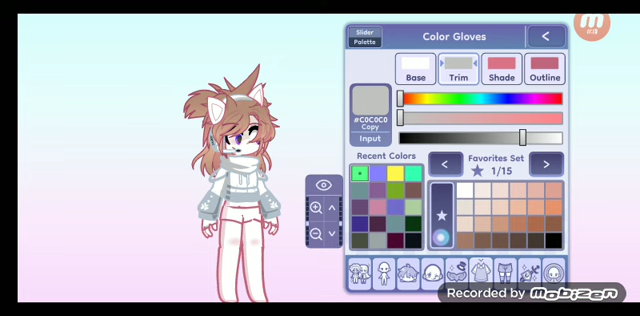 Slider
Palette
Color Gloves
<
Base
Trim
Shade
Outline
#C0C0C0
Copy
Input
Recent Colors
<
Favorites Set
1/15
>
Recorded by mobizen